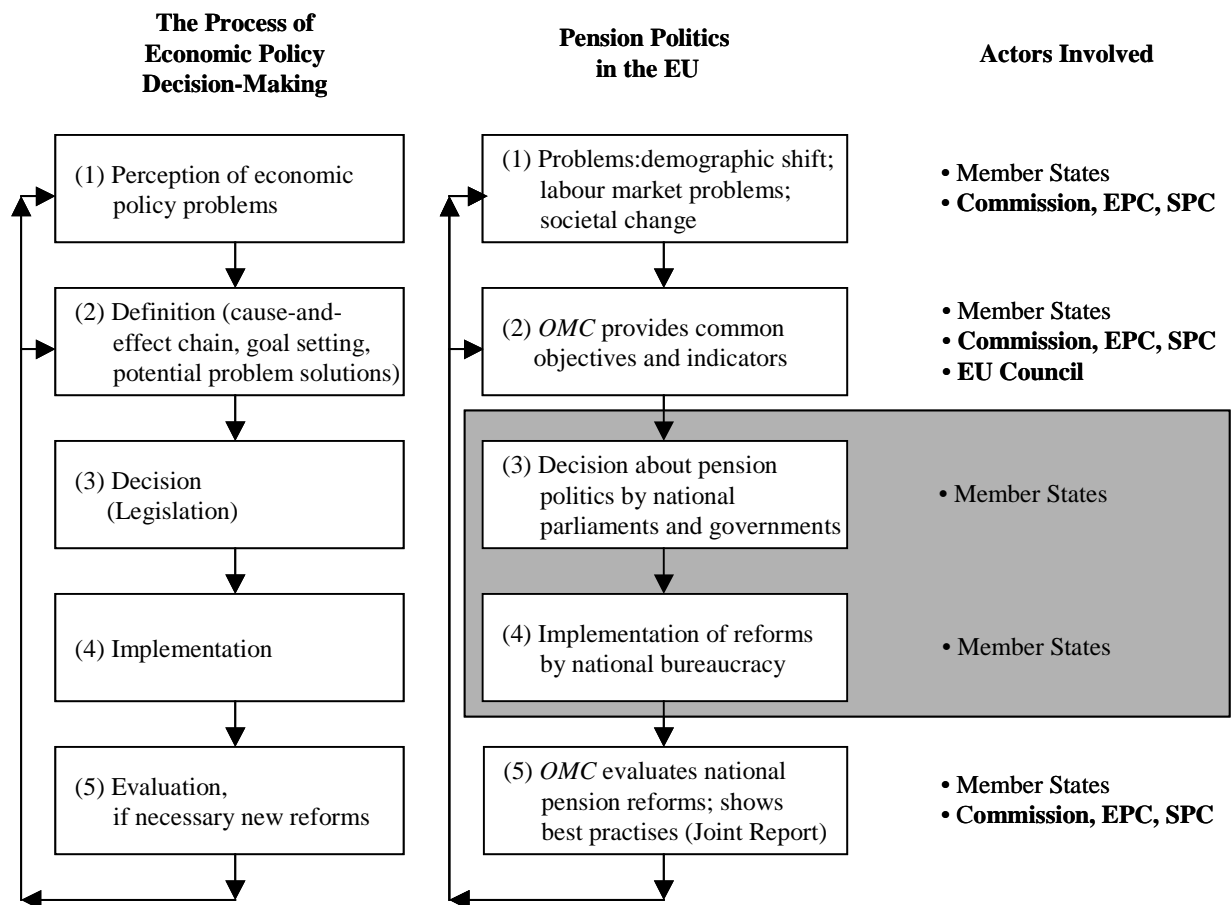 The Process of
Economic Policy
Decision-Making
Pension Politics
in the EU
Actors Involved
(1) Perception of economic
policy problems
(1) Problems:demographic shift;
labour market problems;
societal change
• Member States
• Commission, EPC, SPC
(2) Definition (cause-and-
effect chain, goal setting,
potential problem solutions)
(2) OMC provides common
objectives and indicators
• Member States
• Commission, EPC, SPC
• EU Council
(3) Decision
(Legislation)
(3) Decision about pension
politics by national
parliaments and governments
• Member States
(4) Implementation
(4) Implementation of reforms
by national bureaucracy
• Member States
(5) Evaluation,
if necessary new reforms
(5) OMC evaluates national
pension reforms; shows
best practises (Joint Report)
• Member States
• Commission, EPC, SPC